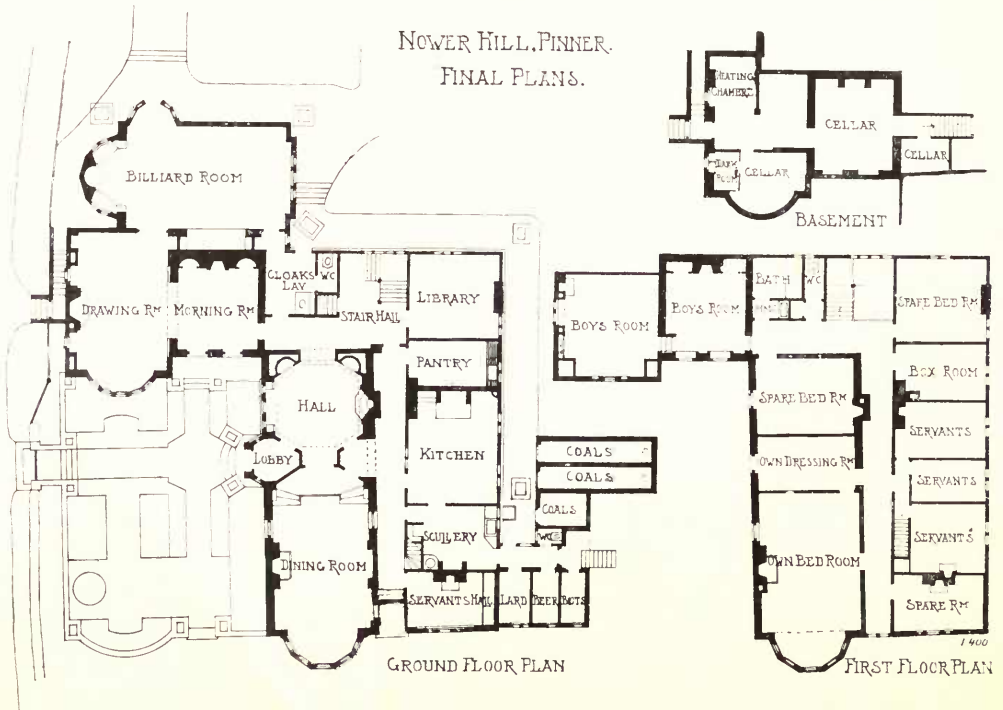 NOWER HILL, PINNER.
FINAL PLANS.
HEATING
CHAMBER
CELLAR
CELLAR
DARK
ROOM
CELLAR
BASEMENT
BILLIARD ROOM
CLOAKS
LAV
WC
DRAWING RM
MORNING RM
STAIR HALL
LIBRARY
PANTRY
HALL
LOBBY
KITCHEN
COALS
COALS
COALS
SCULLERY
WC
DINING ROOM
SERVANTS HALL
LARD
BEER
BOTS
GROUND FLOOR PLAN
BOYS ROOM
BOYS ROOM
BATH
WC
SPARE BED RM
BOX ROOM
SPARE BED RM
SERVANTS
OWN DRESSING RM
SERVANTS
SERVANTS
OWN BED ROOM
SPARE RM
1400
FIRST FLOOR PLAN